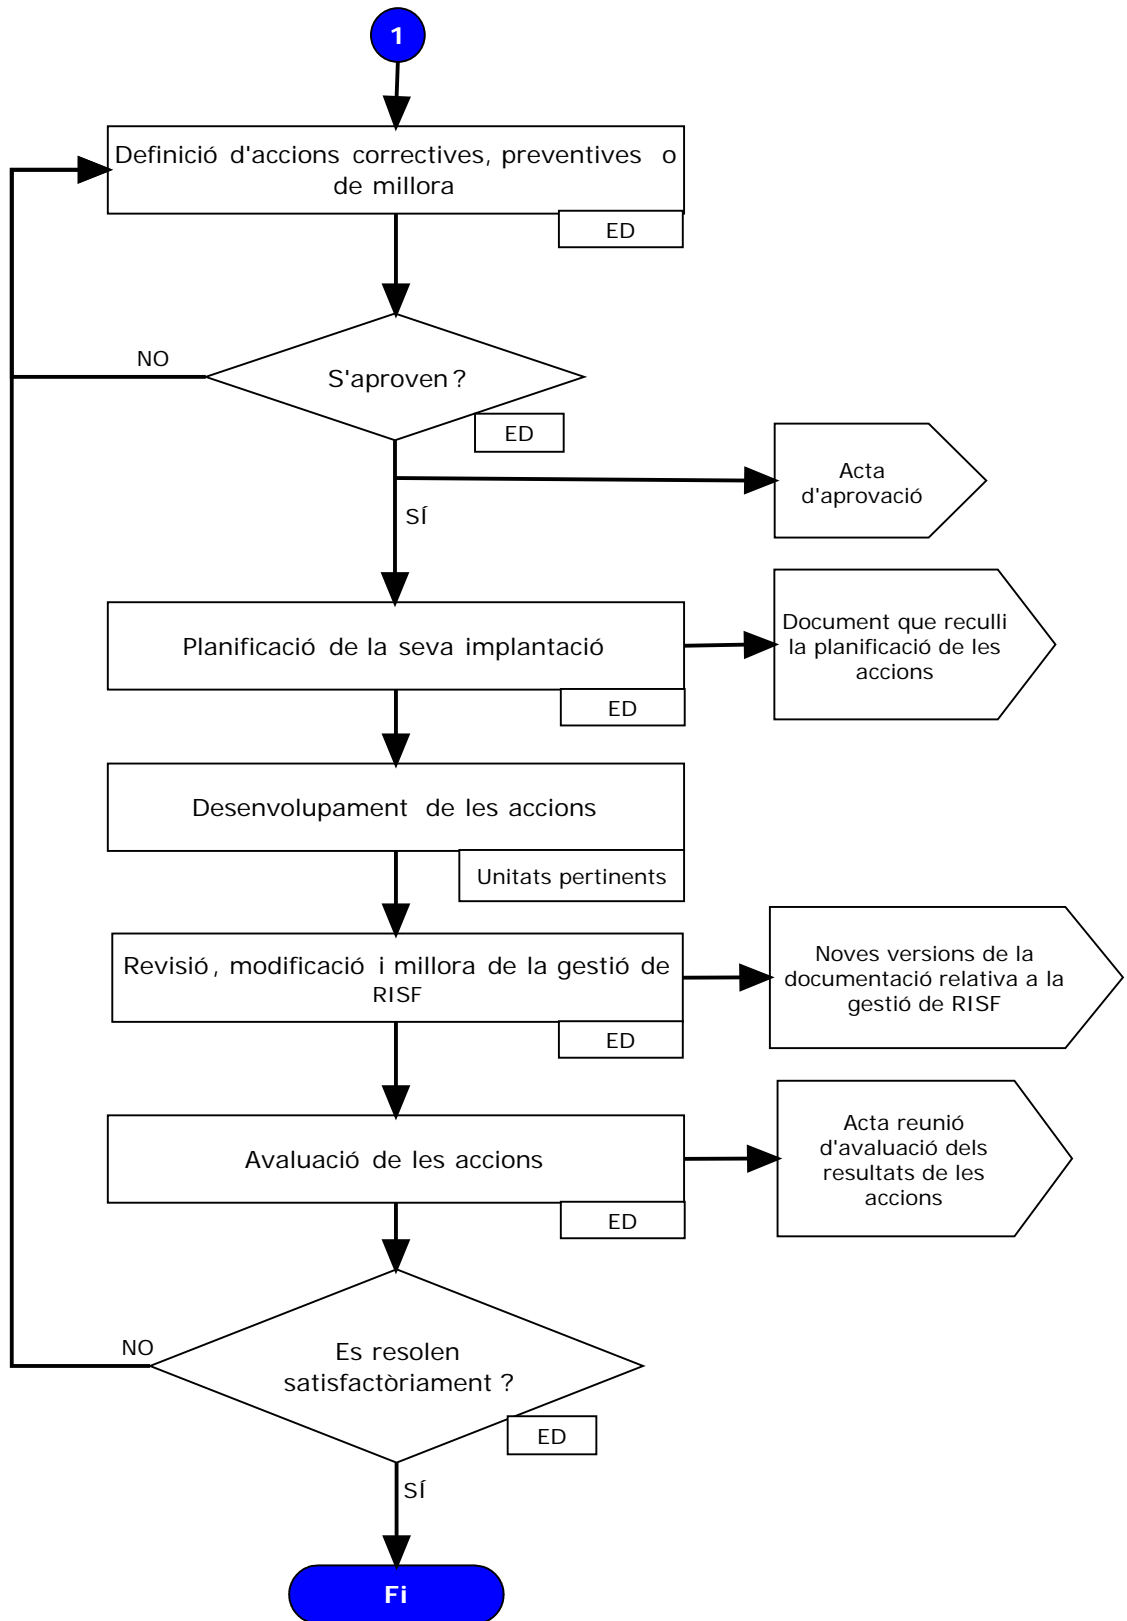 1
Definició d'accions correctives, preventives o
de millora
ED
NO
S'aproven?
ED
Acta
d'aprovació
SÍ
Document que reculli
la planificació de les
accions
Planificació de la seva implantació
ED
Desenvolupament de les accions
Unitats pertinents
Revisió, modificació i millora de la gestió de
RISF
ED
Noves versions de la
documentació relativa a la
gestió de RISF
Avaluació de les accions
ED
Acta reunió
d'avaluació dels
resultats de les
accions
NO
Es resolen
satisfactòriament?
ED
SÍ
Fi